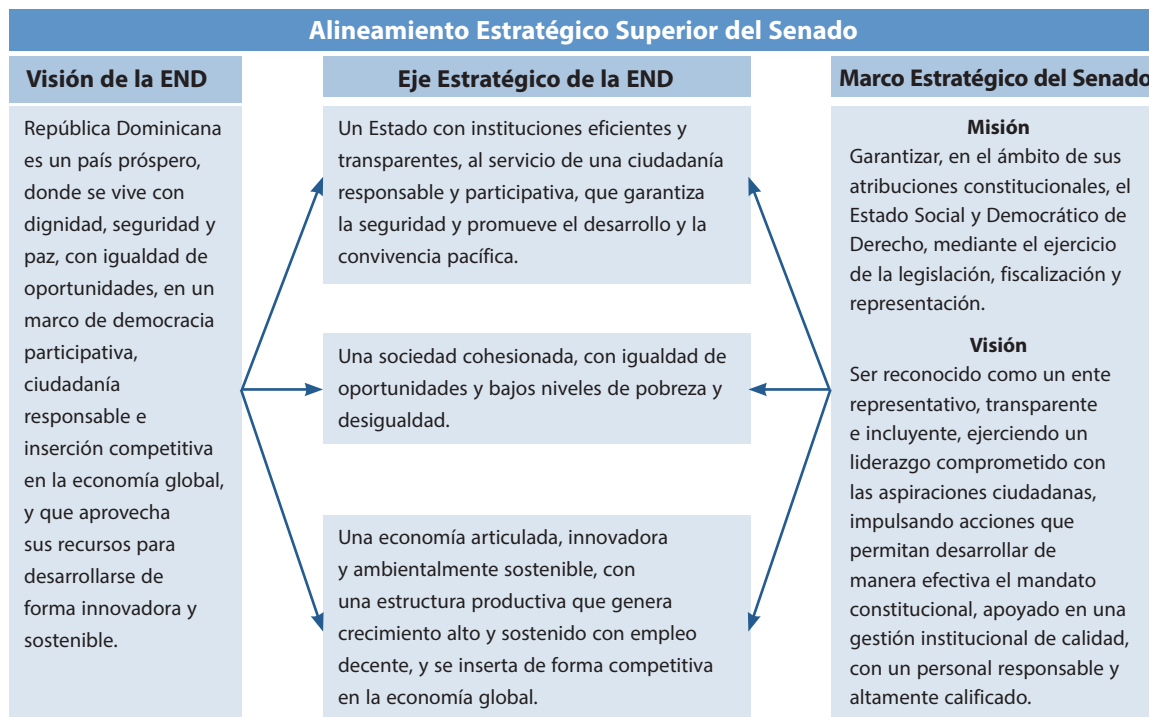 Alineamiento Estratégico Superior del Senado
Visión de la END
República Dominicana
es un país próspero,
donde se vive con
dignidad, seguridad y
paz, con igualdad de
oportunidades, en un
marco de democracia
participativa,
ciudadanía
responsable e
inserción competitiva
en la economía global,
y que aprovecha
sus recursos para
desarrollarse de
forma innovadora y
sostenible.
Eje Estratégico de la END
Un Estado con instituciones eficientes y
transparentes, al servicio de una ciudadanía
responsable y participativa, que garantiza
la seguridad y promueve el desarrollo y la
convivencia pacífica.
Una sociedad cohesionada, con igualdad de
oportunidades y bajos niveles de pobreza y
desigualdad.
Una economía articulada, innovadora
y ambientalmente sostenible, con
una estructura productiva que genera
crecimiento alto y sostenido con empleo
decente, y se inserta de forma competitiva
en la economía global.
Marco Estratégico del Senado
Misión
Garantizar, en el ámbito de sus
atribuciones constitucionales, el
Estado Social y Democrático de
Derecho, mediante el ejercicio
de la legislación, fiscalización y
representación.
Visión
Ser reconocido como un ente
representativo, transparente
e incluyente, ejerciendo un
liderazgo comprometido con
las aspiraciones ciudadanas,
impulsando acciones que
permitan desarrollar de
manera efectiva el mandato
constitucional, apoyado en una
gestión institucional de calidad,
con un personal responsable y
altamente calificado.